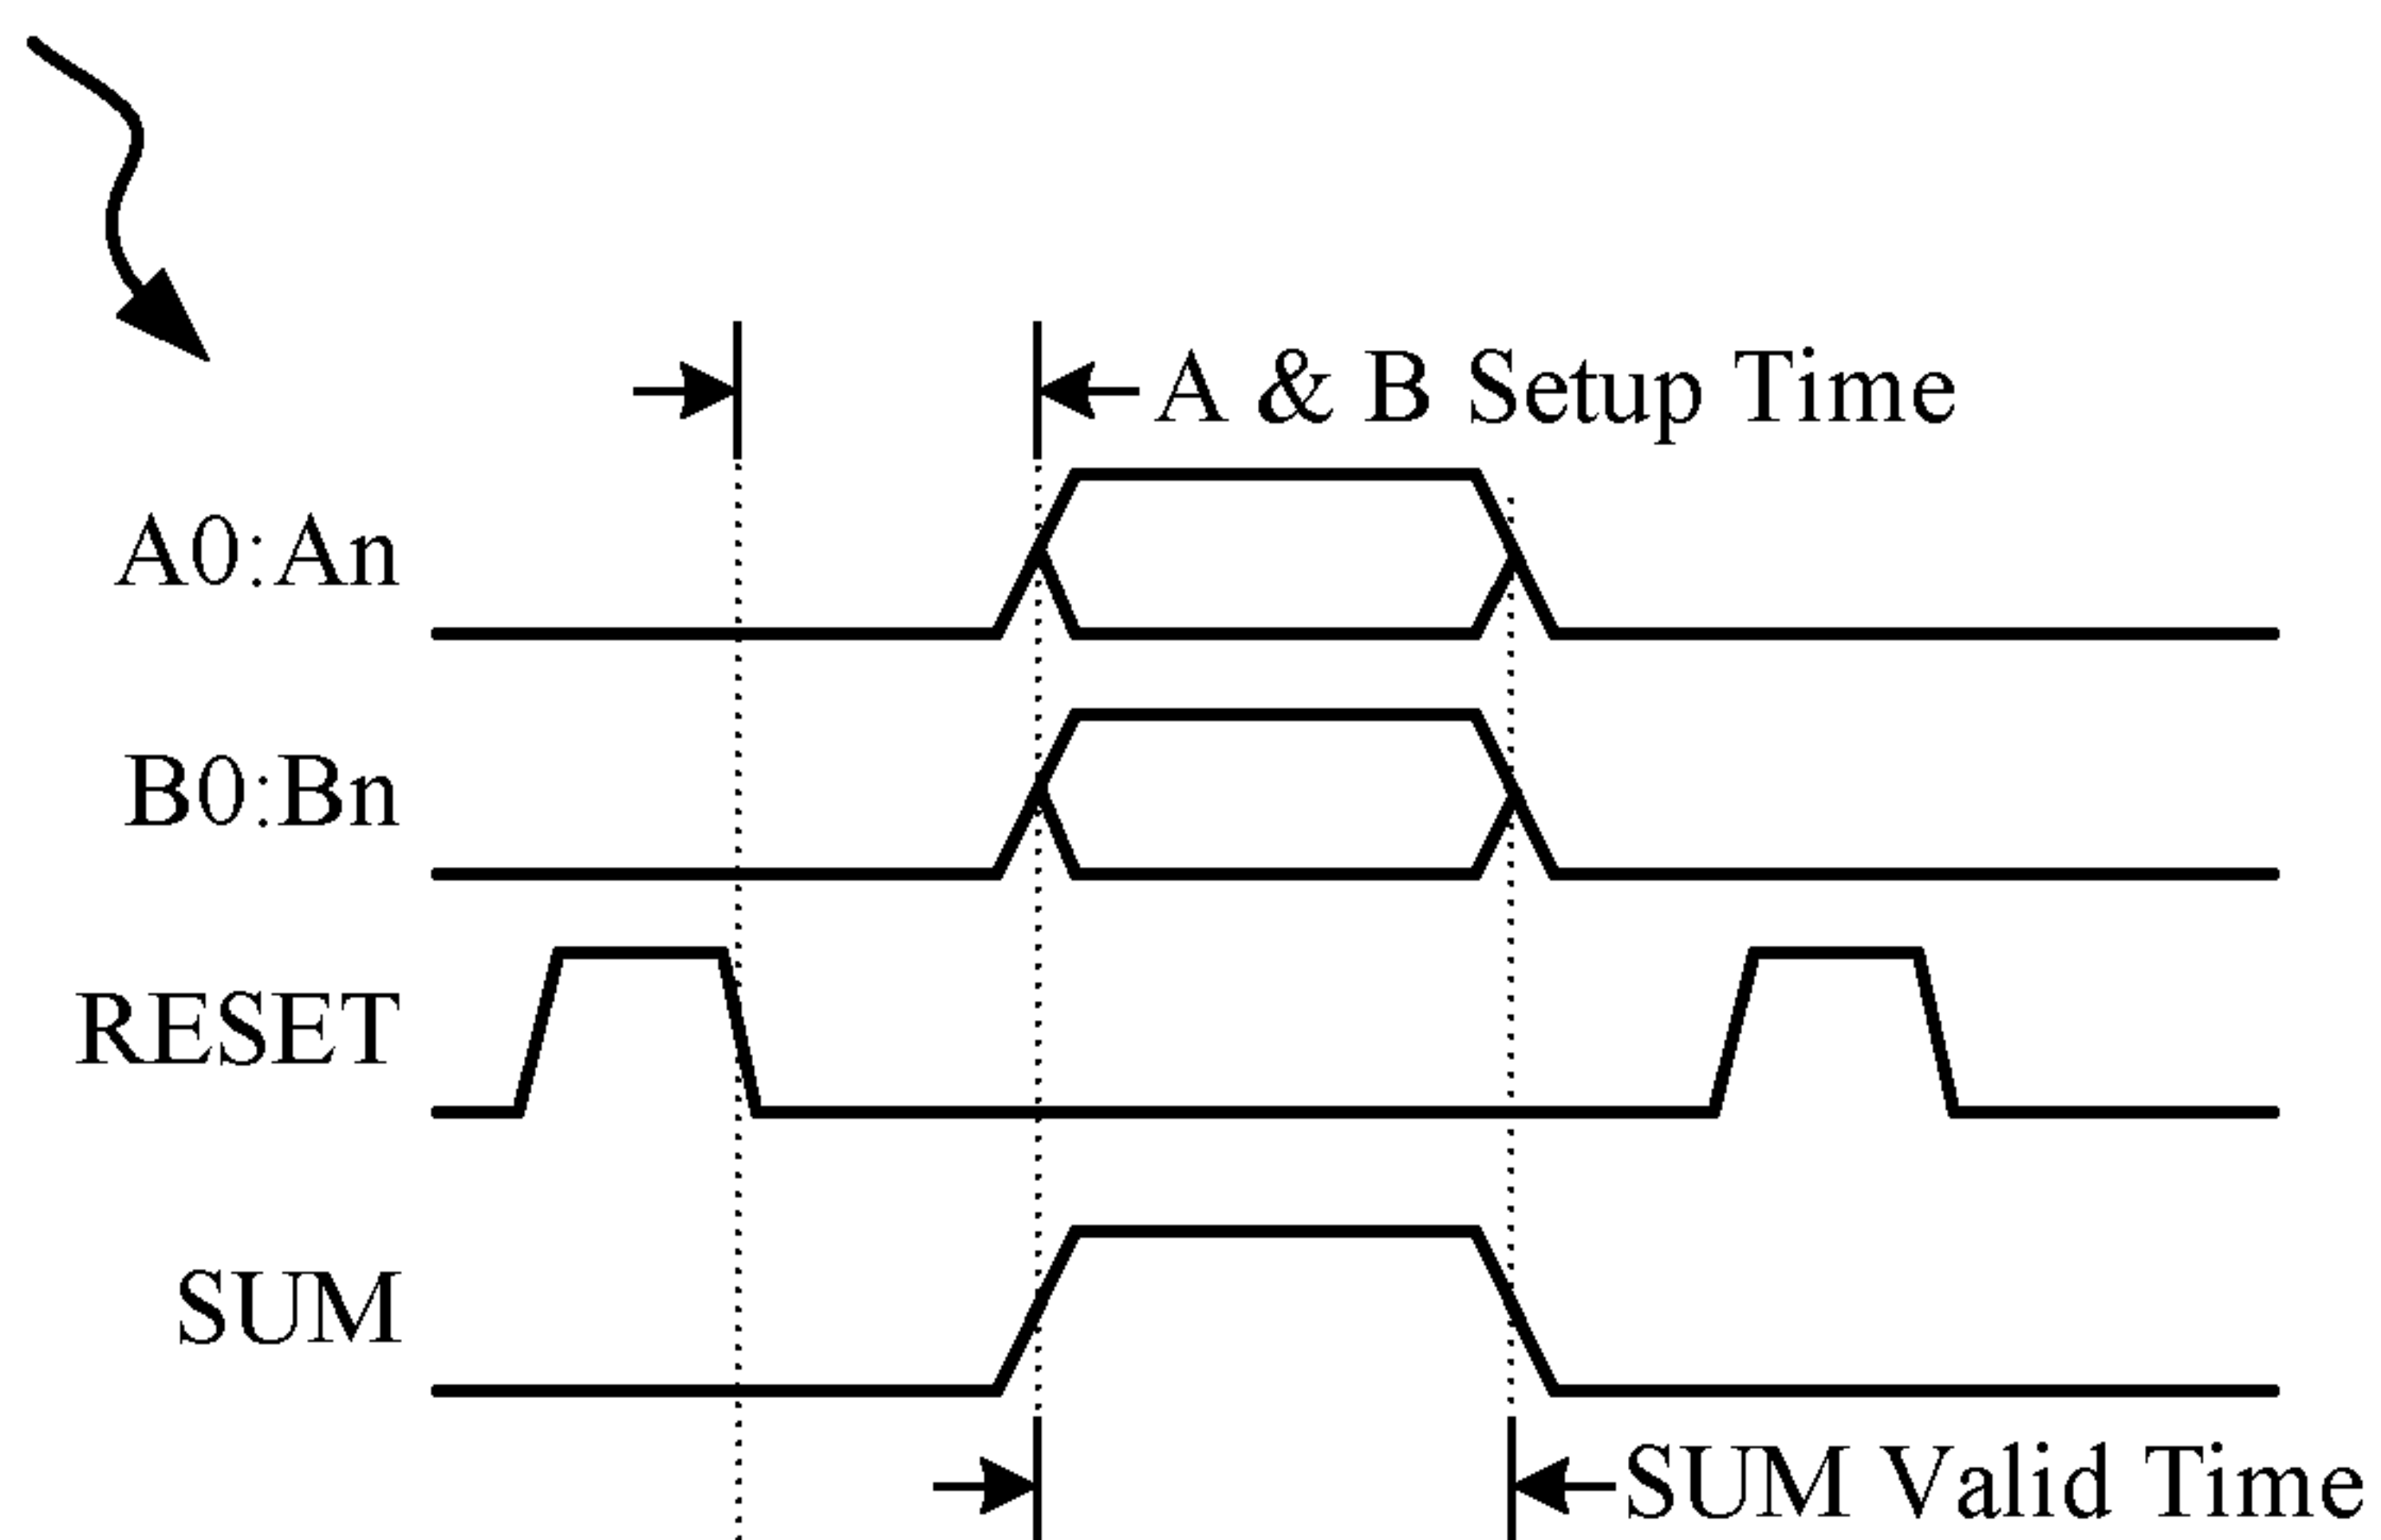 A & B Setup Time
A0:An
B0:Bn
RESET
SUM
SUM Valid Time